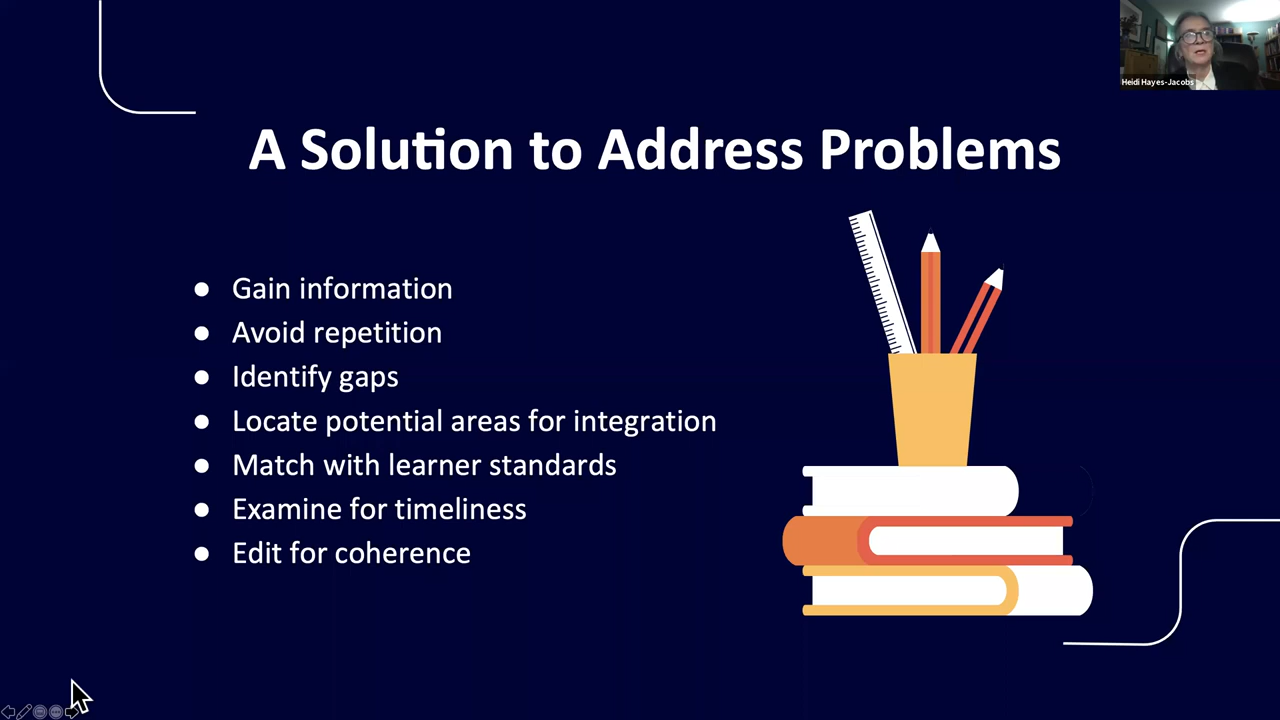 Heidi Hayes-Jacobs
A Solution to Address Problems
● Gain information
● Avoid repetition
● Identify gaps
● Locate potential areas for integration
● Match with learner standards
● Examine for timeliness
● Edit for coherence